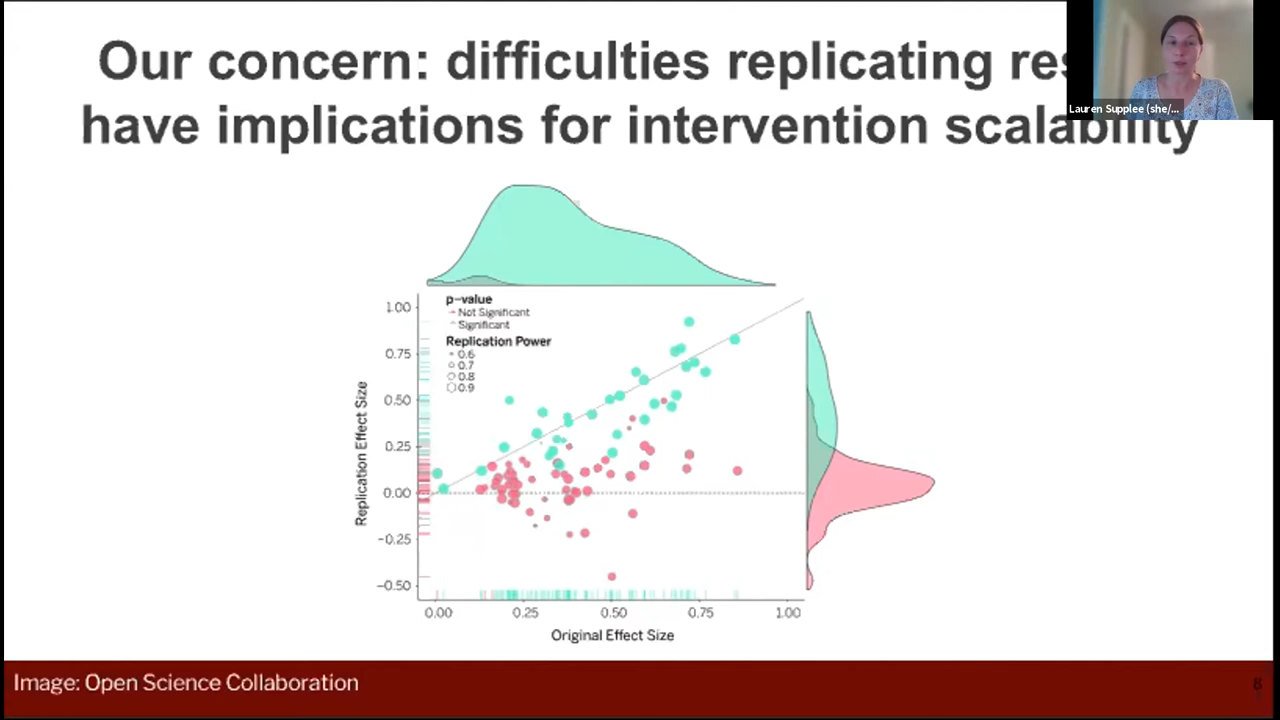 Our concern: difficulties replicating res
have implications for intervention scalability
Lauren Supplee (she/...
p-value
Not Significant
Significant
Replication Power
0.6
0.7
0.8
0.9
1.00
0.75
0.50
0.25
0.00
−0.25
−0.50
Replication Effect Size
0.00 0.25 0.50 0.75 1.00
Original Effect Size
Image: Open Science Collaboration
8